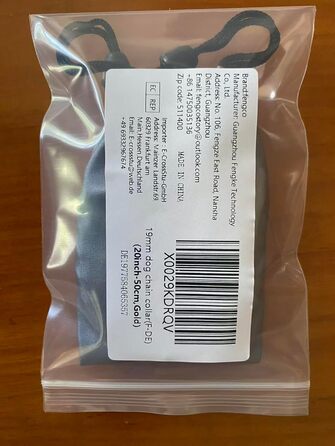 Brand:fengco
Manufacturer: Guangzhou Fengke Technology
Co.,Ltd.
Address: No. 106, Fengze East Road, Nansha
District, Guangzhou
Email: fengcostory@outlook.com
+86 14750035136
Zip code: 511400
MADE IN CHINA
EC REP
Importer : E-CrossStu-GmbH
Address: Mainzer Landstr.69
60329 Frankfurt am
Main Hessen Deutschland
Email: E-crossstu@web.de
+49 69332967674
X0029KDRQV
19mm dog chain collar(F-DE)
(20inch-50cm,Gold)
DE1977584068357